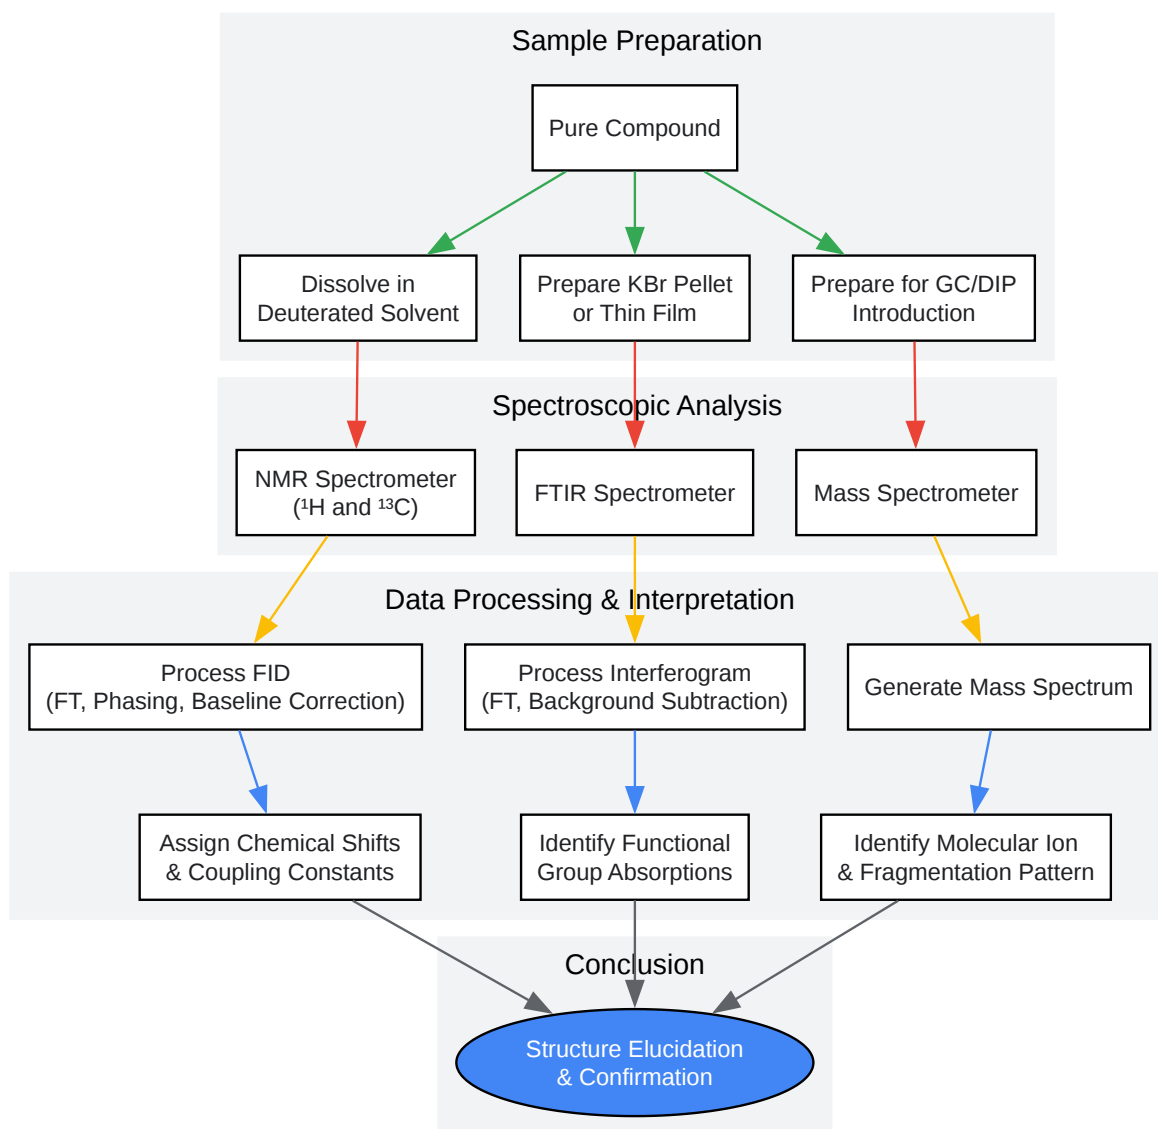 Sample Preparation
Pure Compound
Dissolve in
Deuterated Solvent
Prepare KBr Pellet
or Thin Film
Prepare for GC/DIP
Introduction
Spectroscopic Analysis
NMR Spectrometer
(¹H and ¹³C)
FTIR Spectrometer
Mass Spectrometer
Data Processing & Interpretation
Process FID
(FT, Phasing, Baseline Correction)
Process Interferogram
(FT, Background Subtraction)
Generate Mass Spectrum
Assign Chemical Shifts
& Coupling Constants
Identify Functional
Group Absorptions
Identify Molecular Ion
& Fragmentation Pattern
Conclusion
Structure Elucidation
& Confirmation